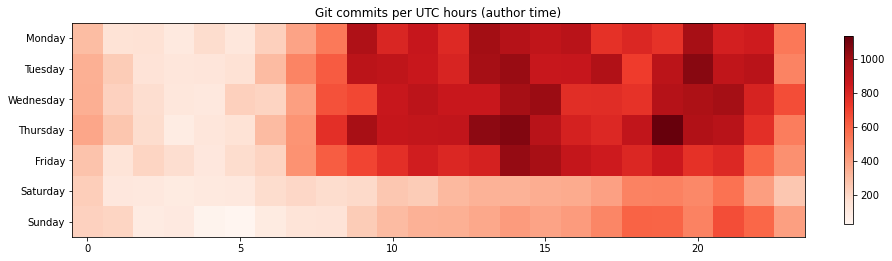 Git commits per UTC hours (author time)
Monday
Tuesday
Wednesday
Thursday
Friday
Saturday
Sunday
0 5 10 15 20
1000
800
600
400
200